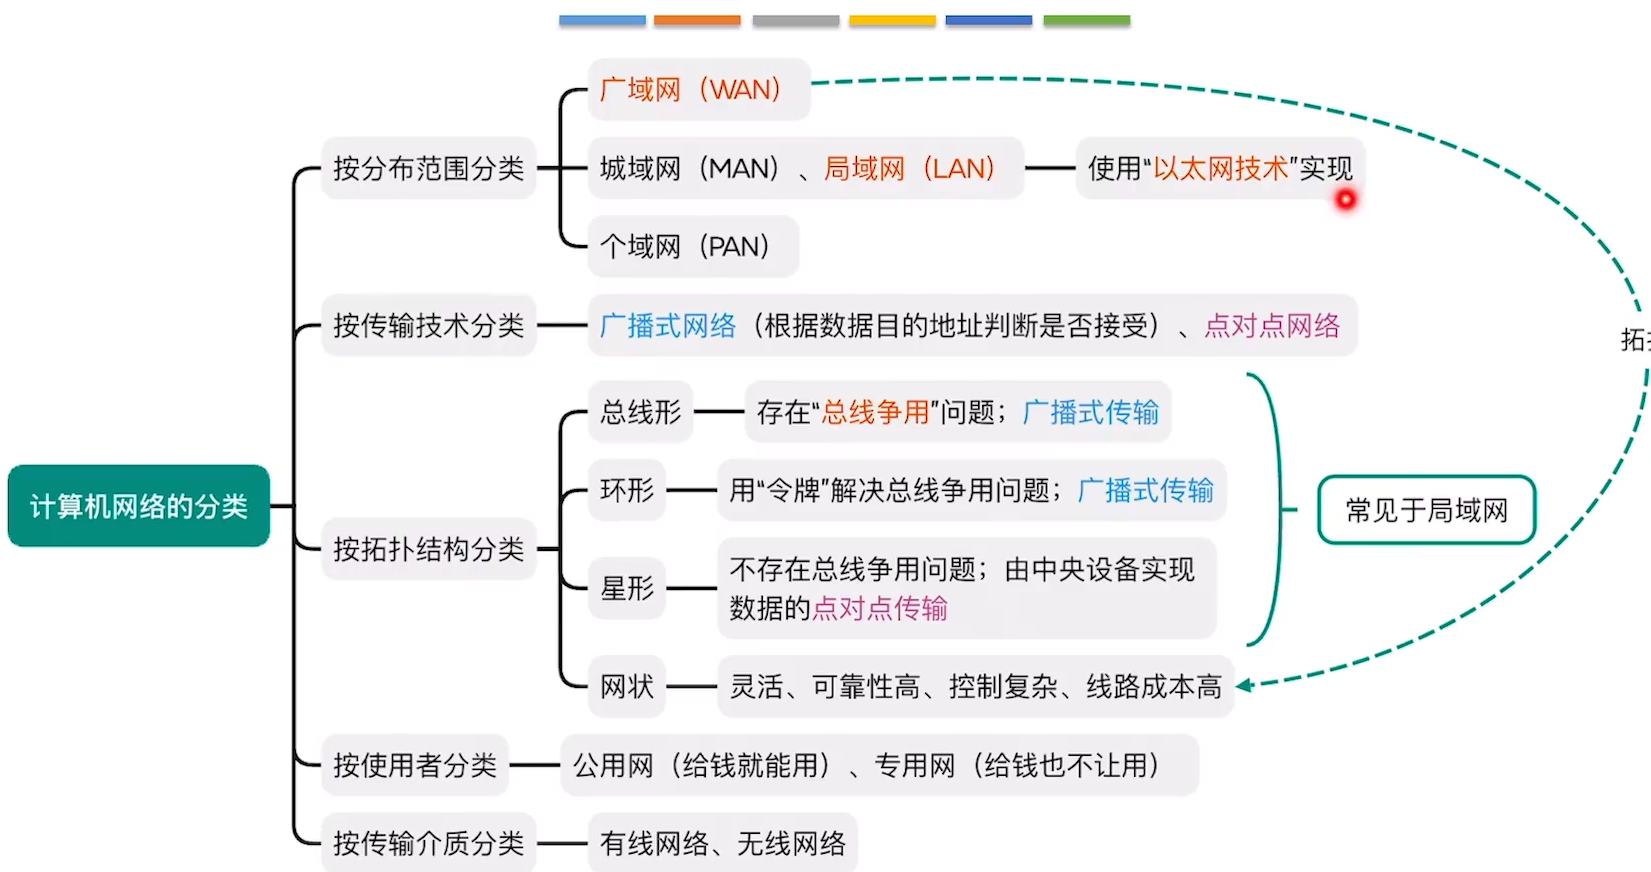 广域网（WAN）
按分布范围分类
城域网（MAN）、局域网（LAN）
使用“以太网技术”实现
个域网（PAN）
按传输技术分类
广播式网络（根据数据目的地址判断是否接受）、点对点网络
总线形
存在“总线争用”问题；广播式传输
环形
用“令牌”解决总线争用问题；广播式传输
计算机网络的分类
常见于局域网
按拓扑结构分类
星形
不存在总线争用问题；由中央设备实现
数据的点对点传输
网状
灵活、可靠性高、控制复杂、线路成本高
按使用者分类
公用网（给钱就能用）、专用网（给钱也不让用）
按传输介质分类
有线网络、无线网络
拓